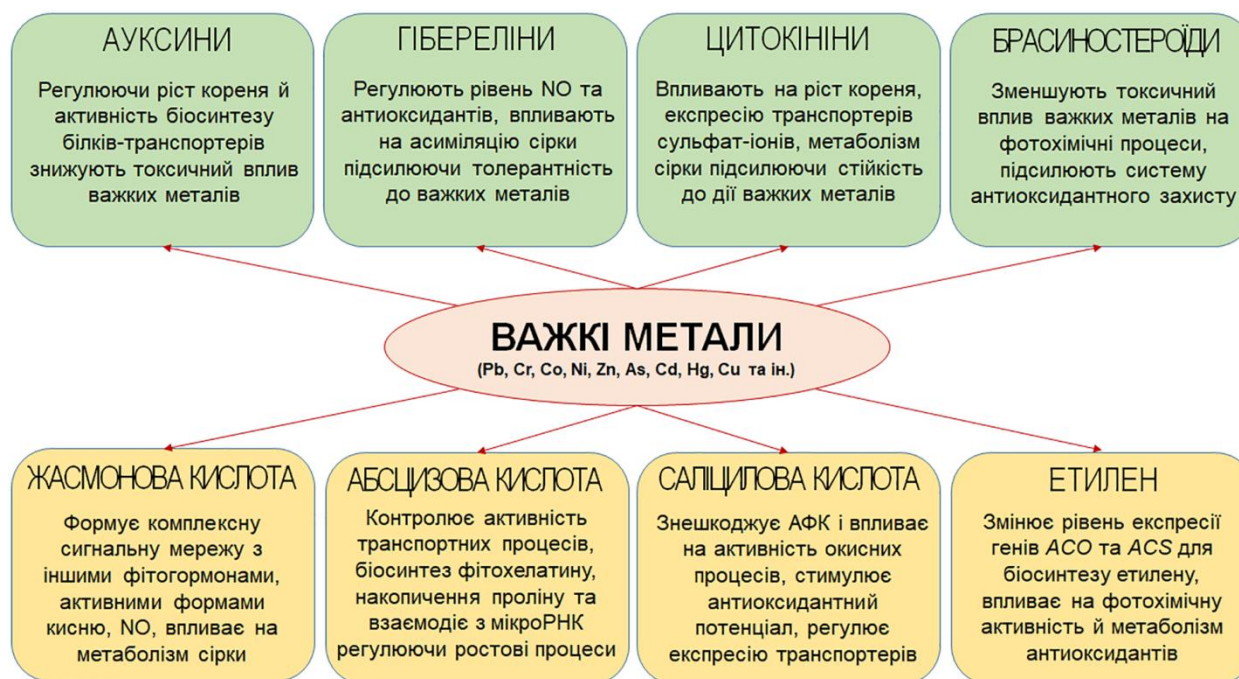 АУКСИНИ
Регулюючи ріст кореня й
активність біосинтезу
білків-транспортерів
знижують токсичний вплив
важких металів
ГІБЕРЕЛІНИ
Регулюють рівень NO та
антиоксидантів, впливають
на асиміляцію сірки
підсилюючи толерантність
до важких металів
ЦИТОКІНІНИ
Впливають на ріст кореня,
експресію транспортерів
сульфат-іонів, метаболізм
сірки підсилюючи стійкість
до дії важких металів
БРАСИНОСТЕРОЇДИ
Зменшують токсичний
вплив важких металів на
фотохімічні процеси,
підсилюють систему
антиоксидантного захисту
ВАЖКІ МЕТАЛИ
(Pb, Cr, Co, Ni, Zn, As, Cd, Hg, Cu та ін.)
ЖАСМОНОВА КИСЛОТА
Формує комплексну
сигнальну мережу з
іншими фітогормонами,
активними формами
кисню, NO, впливає на
метаболізм сірки
АБСЦИЗОВА КИСЛОТА
Контролює активність
транспортних процесів,
біосинтез фітохелатину,
накопичення проліну та
взаємодіє з мікроРНК
регулюючи ростові процеси
САЛІЦИЛОВА КИСЛОТА
Знешкоджує АФК і впливає
на активність окисних
процесів, стимулює
антиоксидантний
потенціал, регулює
експресію транспортерів
ЕТИЛЕН
Змінює рівень експресії
генів ACO та ACS для
біосинтезу етилену,
впливає на фотохімічну
активність й метаболізм
антиоксидантів